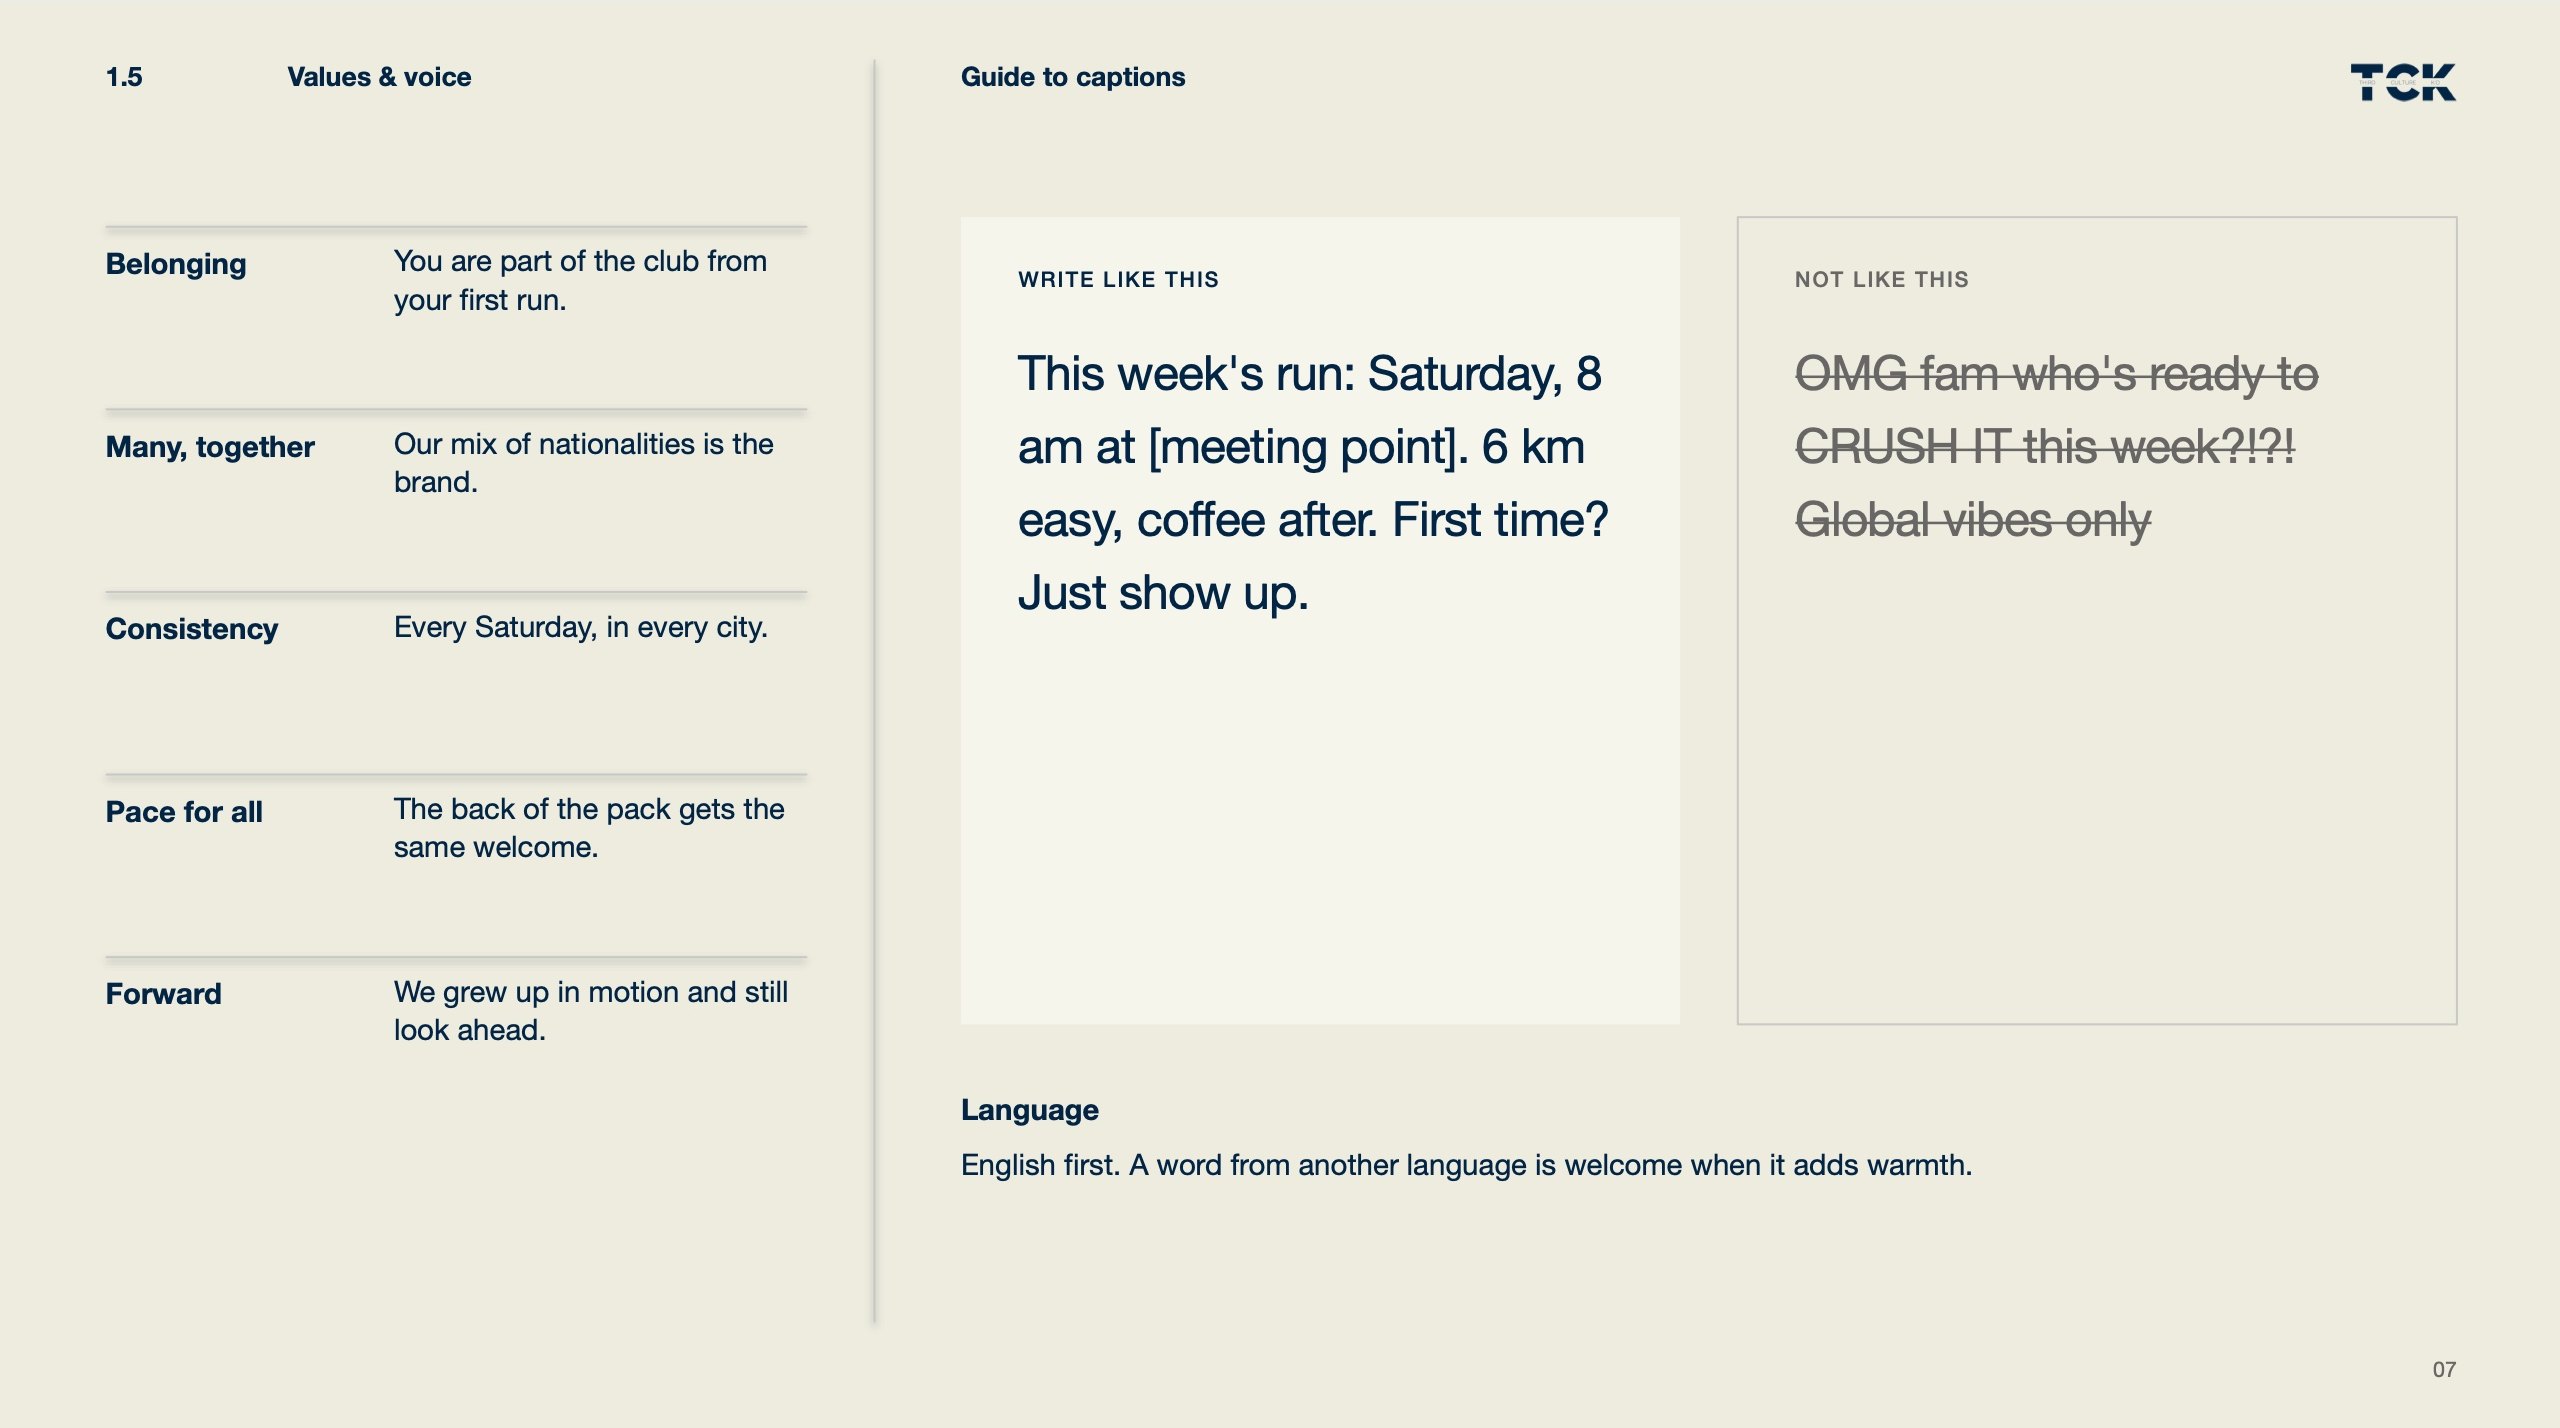 1.5 Values & voice
Belonging
You are part of the club from
your first run.
Many, together
Our mix of nationalities is the
brand.
Consistency
Every Saturday, in every city.
Pace for all
The back of the pack gets the
same welcome.
Forward
We grew up in motion and still
look ahead.
Guide to captions
TCK
THIRD CULTURE KID
WRITE LIKE THIS
This week's run: Saturday, 8
am at [meeting point]. 6 km
easy, coffee after. First time?
Just show up.
NOT LIKE THIS
OMG fam who's ready to
CRUSH IT this week?!?!
Global vibes only
Language
English first. A word from another language is welcome when it adds warmth.
07